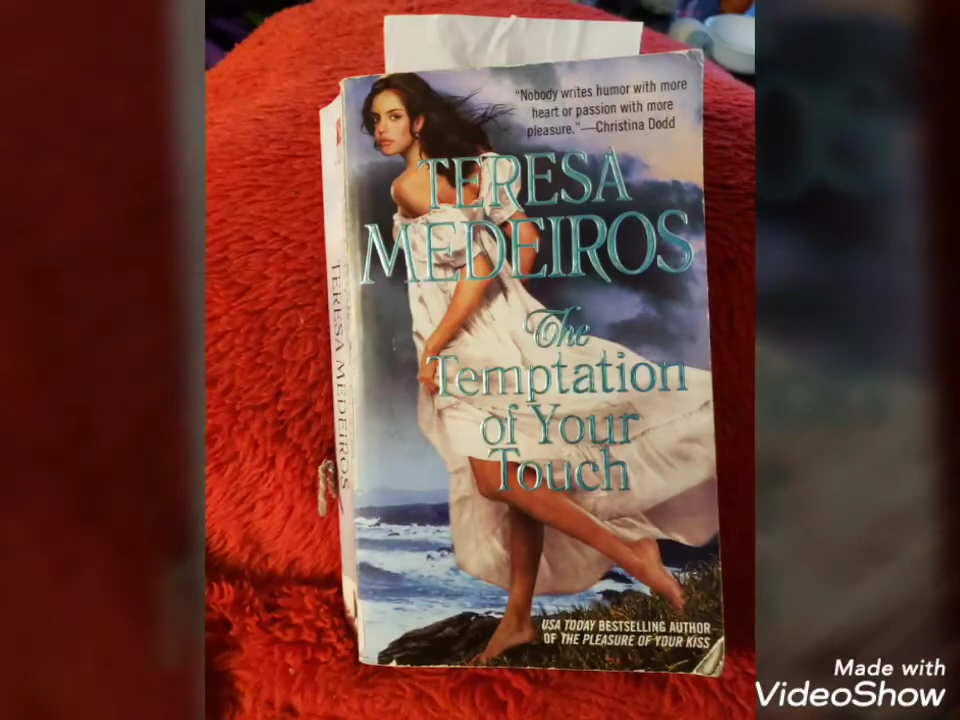 "Nobody writes humor with more
heart or passion with more
pleasure."—Christina Dodd
TERESA
MEDEIROS
The
Temptation
of Your
Touch
USA TODAY BESTSELLING AUTHOR
OF THE PLEASURE OF YOUR KISS
TERESA MEDEIROS
Made with
VideoShow